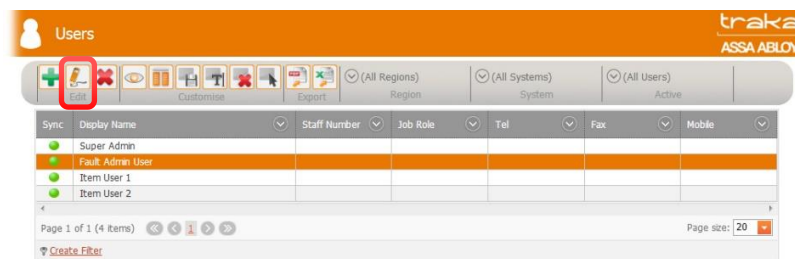 Users
traka
ASSA ABLOY
(All Regions) (All Systems) (All Users)
Edit Customise Export Region System Active
Sync Display Name Staff Number Job Role Tel Fax Mobile
Super Admin
Fault Admin User
Item User 1
Item User 2
Page 1 of 1 (4 items) 1 Page size: 20
Create Filter